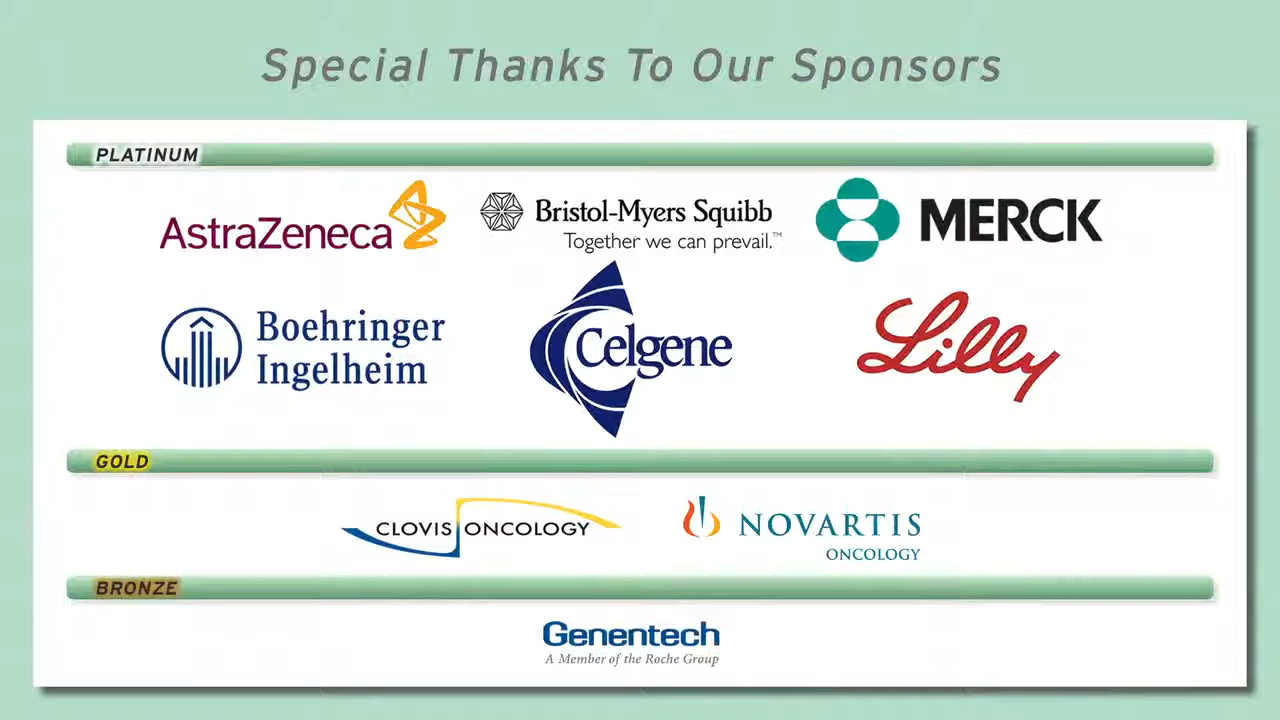 Special Thanks To Our Sponsors
PLATINUM
AstraZeneca
Bristol-Myers Squibb
Together we can prevail.™
MERCK
Boehringer
Ingelheim
Celgene
Lilly
GOLD
CLOVIS ONCOLOGY
NOVARTIS
ONCOLOGY
BRONZE
Genentech
A Member of the Roche Group